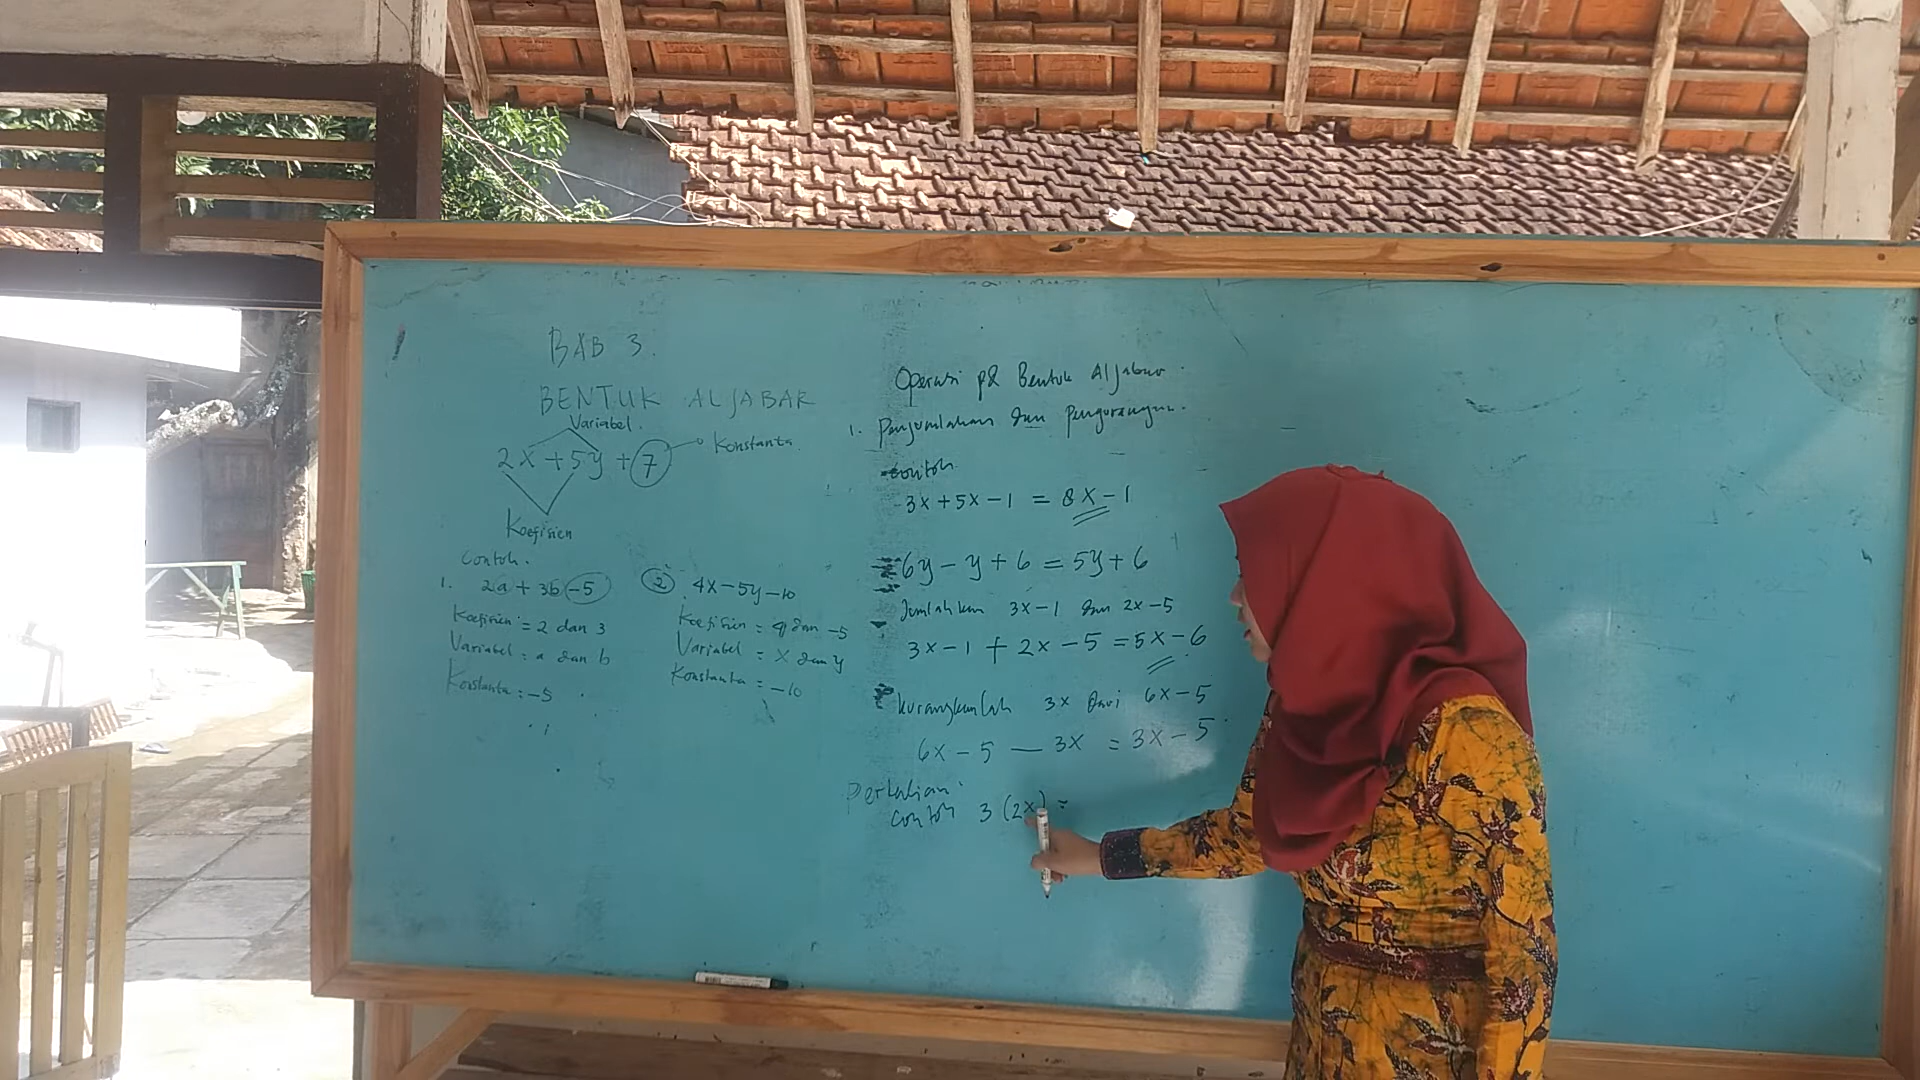 BAB 3.
BENTUK ALJABAR
Variabel.
2x + 5y + 7
Konstanta.
Koefisien
Contoh.
1. 2a + 3b - 5
Koefisien = 2 dan 3
Variabel : a dan b
Konstanta : -5
2. 4x - 5y - 10
Koefisien = 4 dan -5
Variabel = x dan y
Konstanta = -10
Operasi pd Bentuk Aljabar.
1. Penjumlahan dan Pengurangan.
contoh
3x + 5x - 1 = 8x - 1
6y - y + 6 = 5y + 6
Jumlahkan 3x - 1 dan 2x - 5
3x - 1 + 2x - 5 = 5x - 6
kurangkanlah 3x dari 6x - 5
6x - 5 - 3x = 3x - 5
Perkalian
contoh 3 (2x) =